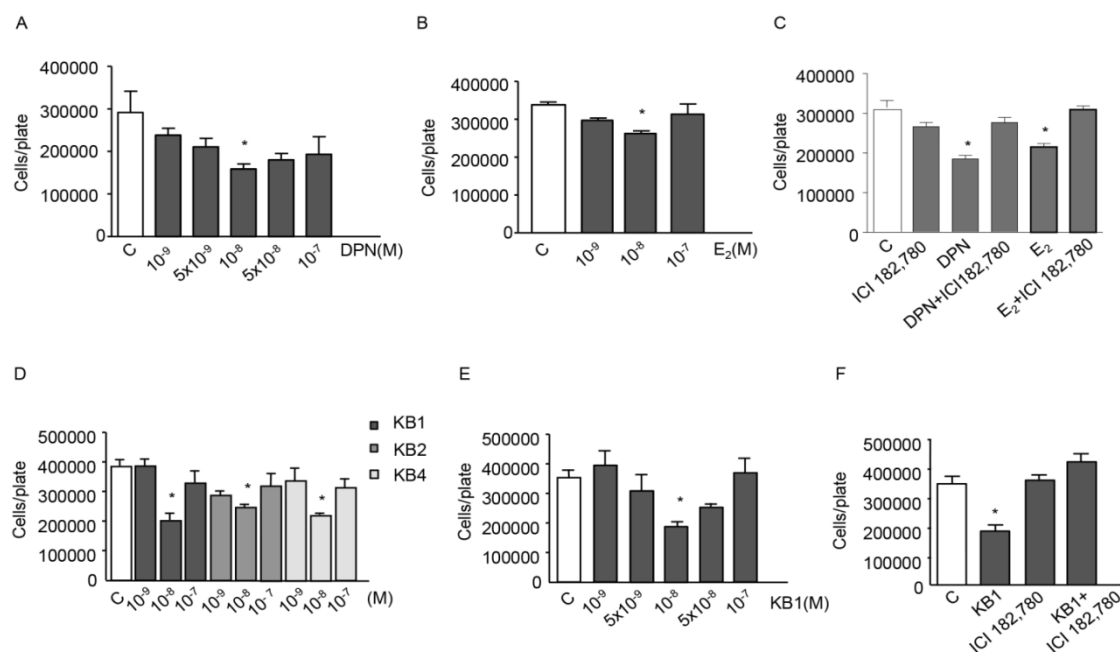 A
Cells/plate
400000
300000
200000
100000
0
*
C
10⁻⁹
5x10⁻⁹
10⁻⁸
5x10⁻⁸
10⁻⁷
DPN(M)
B
Cells/plate
400000
300000
200000
100000
0
*
C
10⁻⁹
10⁻⁸
10⁻⁷
E₂(M)
C
Cells/plate
400000
300000
200000
100000
0
*
*
C
ICI 182,780
DPN
DPN+ICI182,780
E₂
E₂+ICI 182,780
D
KB1
KB2
KB4
Cells/plate
500000
400000
300000
200000
100000
0
*
*
*
C
10⁻⁹
10⁻⁸
10⁻⁷
10⁻⁹
10⁻⁸
10⁻⁷
10⁻⁹
10⁻⁸
10⁻⁷
(M)
E
Cells/plate
500000
400000
300000
200000
100000
0
*
C
10⁻⁹
5x10⁻⁹
10⁻⁸
5x10⁻⁸
10⁻⁷
KB1(M)
F
Cells/plate
500000
400000
300000
200000
100000
0
*
C
KB1
ICI 182,780
KB1+
ICI 182,780